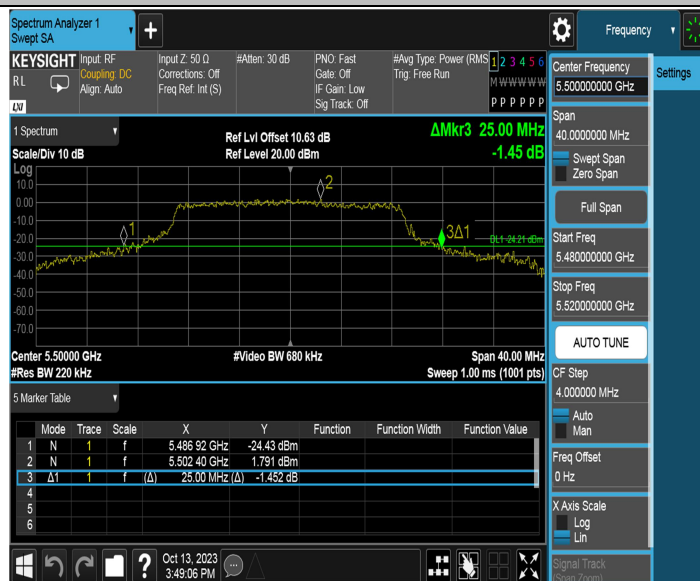 Spectrum Analyzer 1
Swept SA
+
Frequency
KEYSIGHT
RL
LXI
Input: RF
Coupling: DC
Align: Auto
Input Z: 50 Ω
Corrections: Off
Freq Ref: Int (S)
#Atten: 30 dB
PNO: Fast
Gate: Off
IF Gain: Low
Sig Track: Off
#Avg Type: Power (RMS
Trig: Free Run
1 2 3 4 5 6
M W W W W W
P P P P P P
1 Spectrum
Scale/Div 10 dB
Ref Lvl Offset 10.63 dB
Ref Level 20.00 dBm
ΔMkr3 25.00 MHz
-1.45 dB
Log
10.0
0.00
-10.0
-20.0
-30.0
-40.0
-50.0
-60.0
-70.0
1
2
3Δ1
DL1 -24.21 dBm
Center 5.50000 GHz
#Res BW 220 kHz
#Video BW 680 kHz
Span 40.00 MHz
Sweep 1.00 ms (1001 pts)
5 Marker Table
Mode Trace Scale X Y Function Function Width Function Value
1 N 1 f 5.486 92 GHz -24.43 dBm
2 N 1 f 5.502 40 GHz 1.791 dBm
3 Δ1 1 f (Δ) 25.00 MHz (Δ) -1.452 dB
4
5
6
?
Oct 13, 2023
3:49:06 PM
Settings
Center Frequency
5.500000000 GHz
Span
40.0000000 MHz
Swept Span
Zero Span
Full Span
Start Freq
5.480000000 GHz
Stop Freq
5.520000000 GHz
AUTO TUNE
CF Step
4.000000 MHz
Auto
Man
Freq Offset
0 Hz
X Axis Scale
Log
Lin
Signal Track
(Span Zoom)